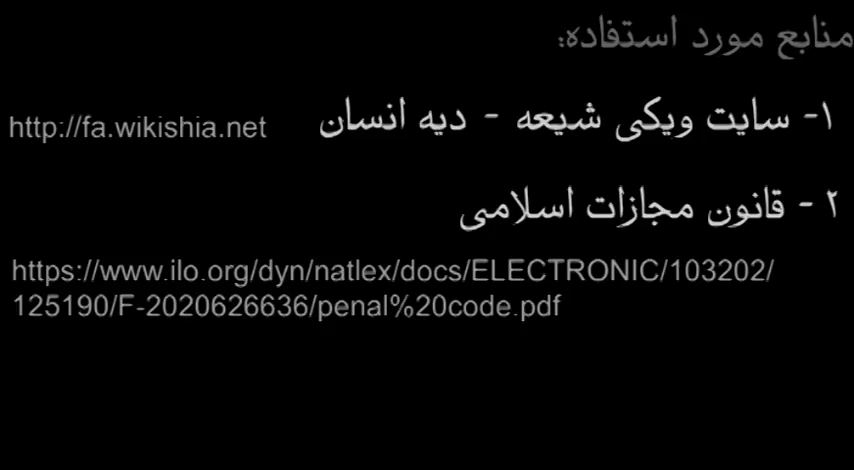 منابع مورد استفاده:
۱- سایت ویکی شیعه - دیه انسان http://fa.wikishia.net
۲ - قانون مجازات اسلامی
https://www.ilo.org/dyn/natlex/docs/ELECTRONIC/103202/
125190/F-2020626636/penal%20code.pdf